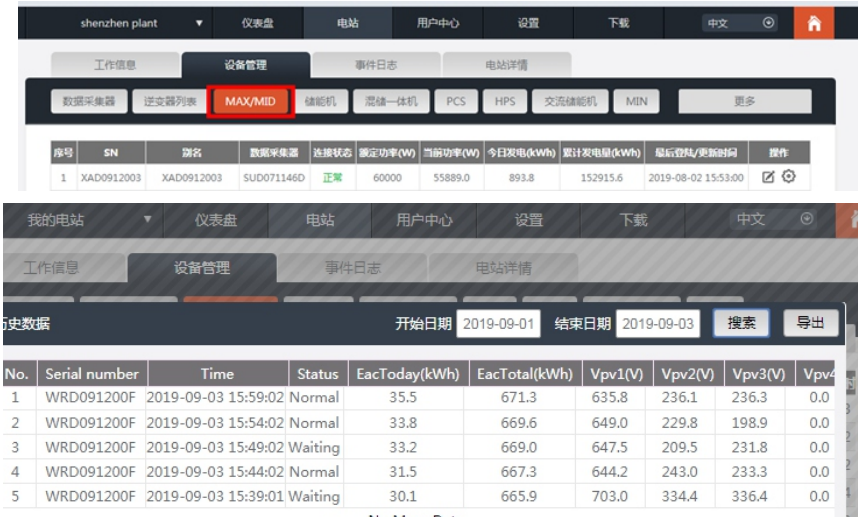 shenzhen plant ▼ 仪表盘 电站 用户中心 设置 下载 中文
工作信息 设备管理 事件日志 电站详情
数据采集器 逆变器列表 MAX/MID 储能机 混储一体机 PCS HPS 交流储能机 MIN 更多
序号 SN 别名 数据采集器 连接状态 额定功率(W) 当前功率(W) 今日发电(kWh) 累计发电量(kWh) 最后登陆/更新时间 操作
1 XAD0912003 XAD0912003 SUD071146D 正常 60000 55889.0 893.8 152915.6 2019-08-02 15:53:00
我的电站 ▼ 仪表盘 电站 用户中心 设置 下载 中文
工作信息 设备管理 事件日志 电站详情
历史数据 开始日期 2019-09-01 结束日期 2019-09-03 搜索 导出
No. Serial number Time Status EacToday(kWh) EacTotal(kWh) Vpv1(V) Vpv2(V) Vpv3(V) Vpv4
1 WRD091200F 2019-09-03 15:59:02 Normal 35.5 671.3 635.8 236.1 236.3 0.0
2 WRD091200F 2019-09-03 15:54:02 Normal 33.8 669.6 649.0 229.8 198.9 0.0
3 WRD091200F 2019-09-03 15:49:02 Waiting 33.2 669.0 647.5 209.5 231.8 0.0
4 WRD091200F 2019-09-03 15:44:02 Normal 31.5 667.3 644.2 243.0 233.3 0.0
5 WRD091200F 2019-09-03 15:39:01 Waiting 30.1 665.9 703.0 334.4 336.4 0.0